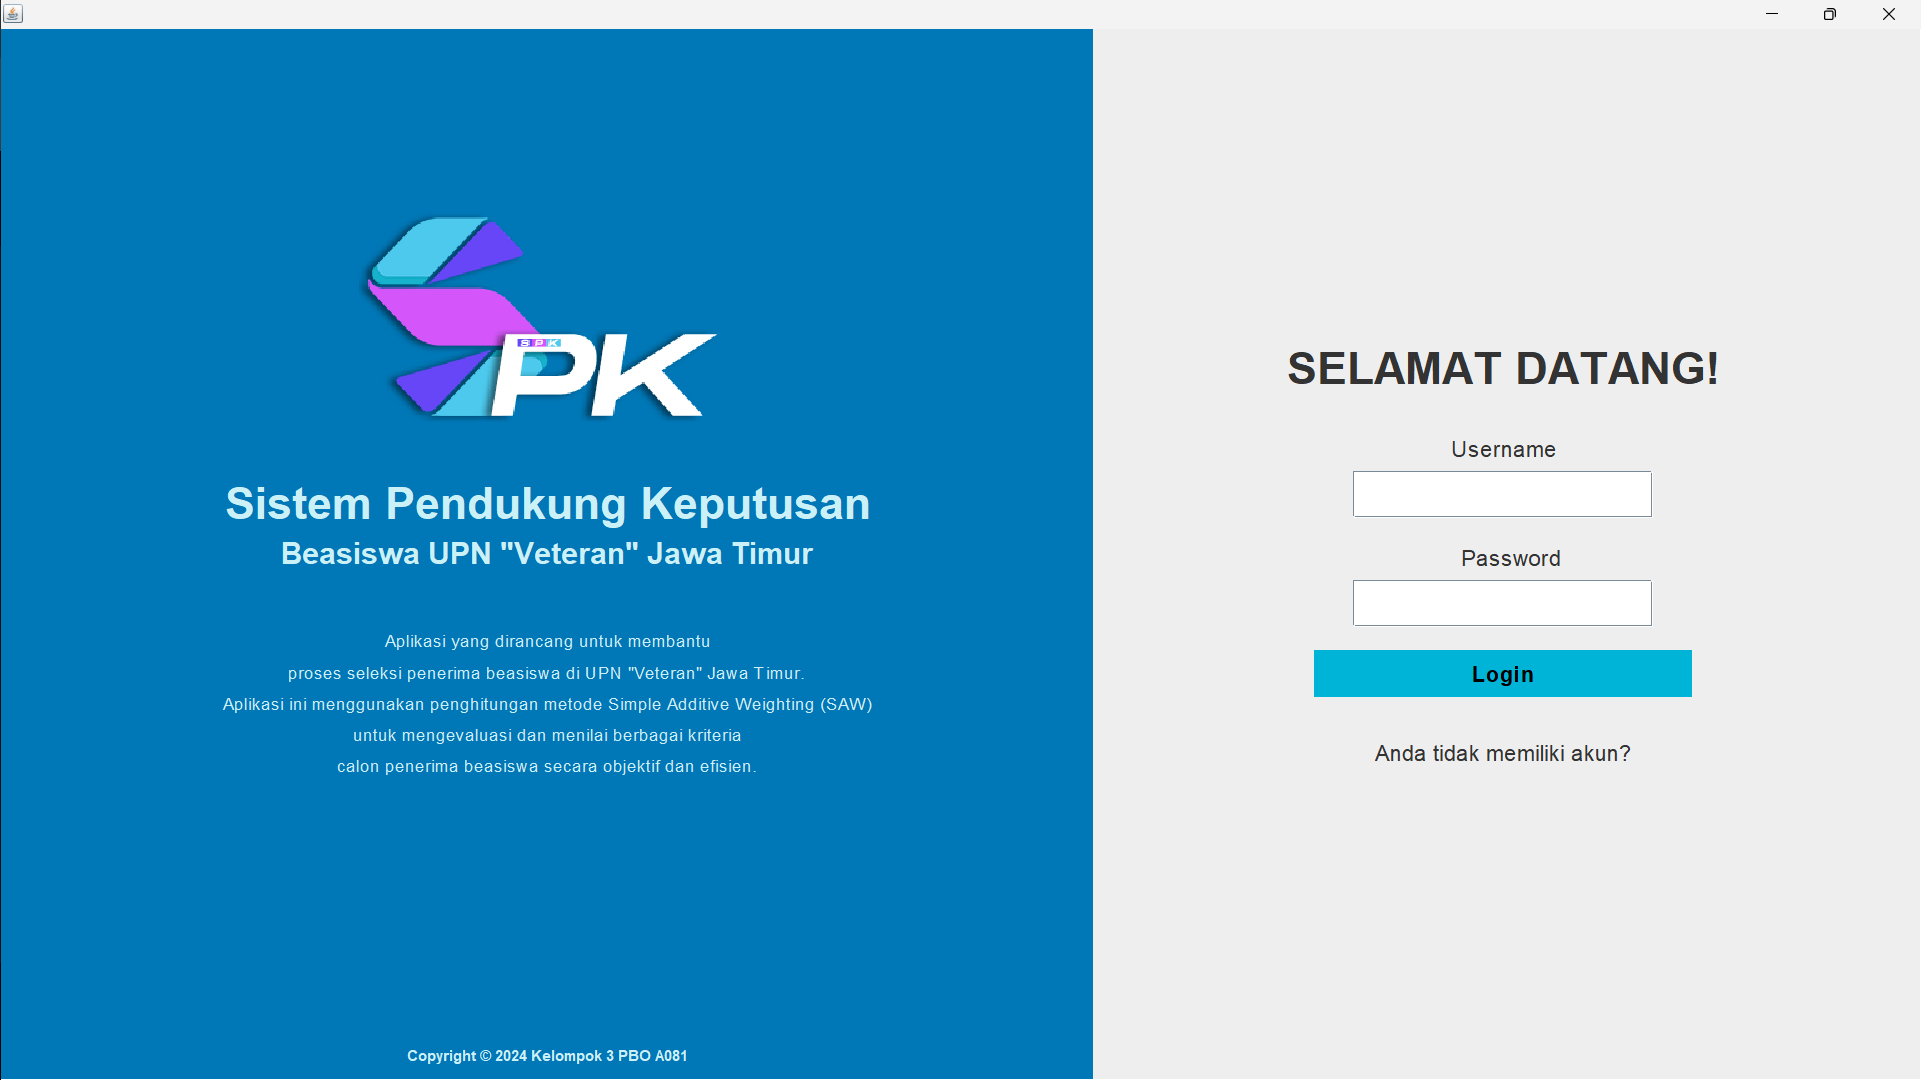 SPK
SPK
Sistem Pendukung Keputusan
Beasiswa UPN "Veteran" Jawa Timur
Aplikasi yang dirancang untuk membantu
proses seleksi penerima beasiswa di UPN "Veteran" Jawa Timur.
Aplikasi ini menggunakan penghitungan metode Simple Additive Weighting (SAW)
untuk mengevaluasi dan menilai berbagai kriteria
calon penerima beasiswa secara objektif dan efisien.
Copyright © 2024 Kelompok 3 PBO A081
SELAMAT DATANG!
Username
Password
Login
Anda tidak memiliki akun?